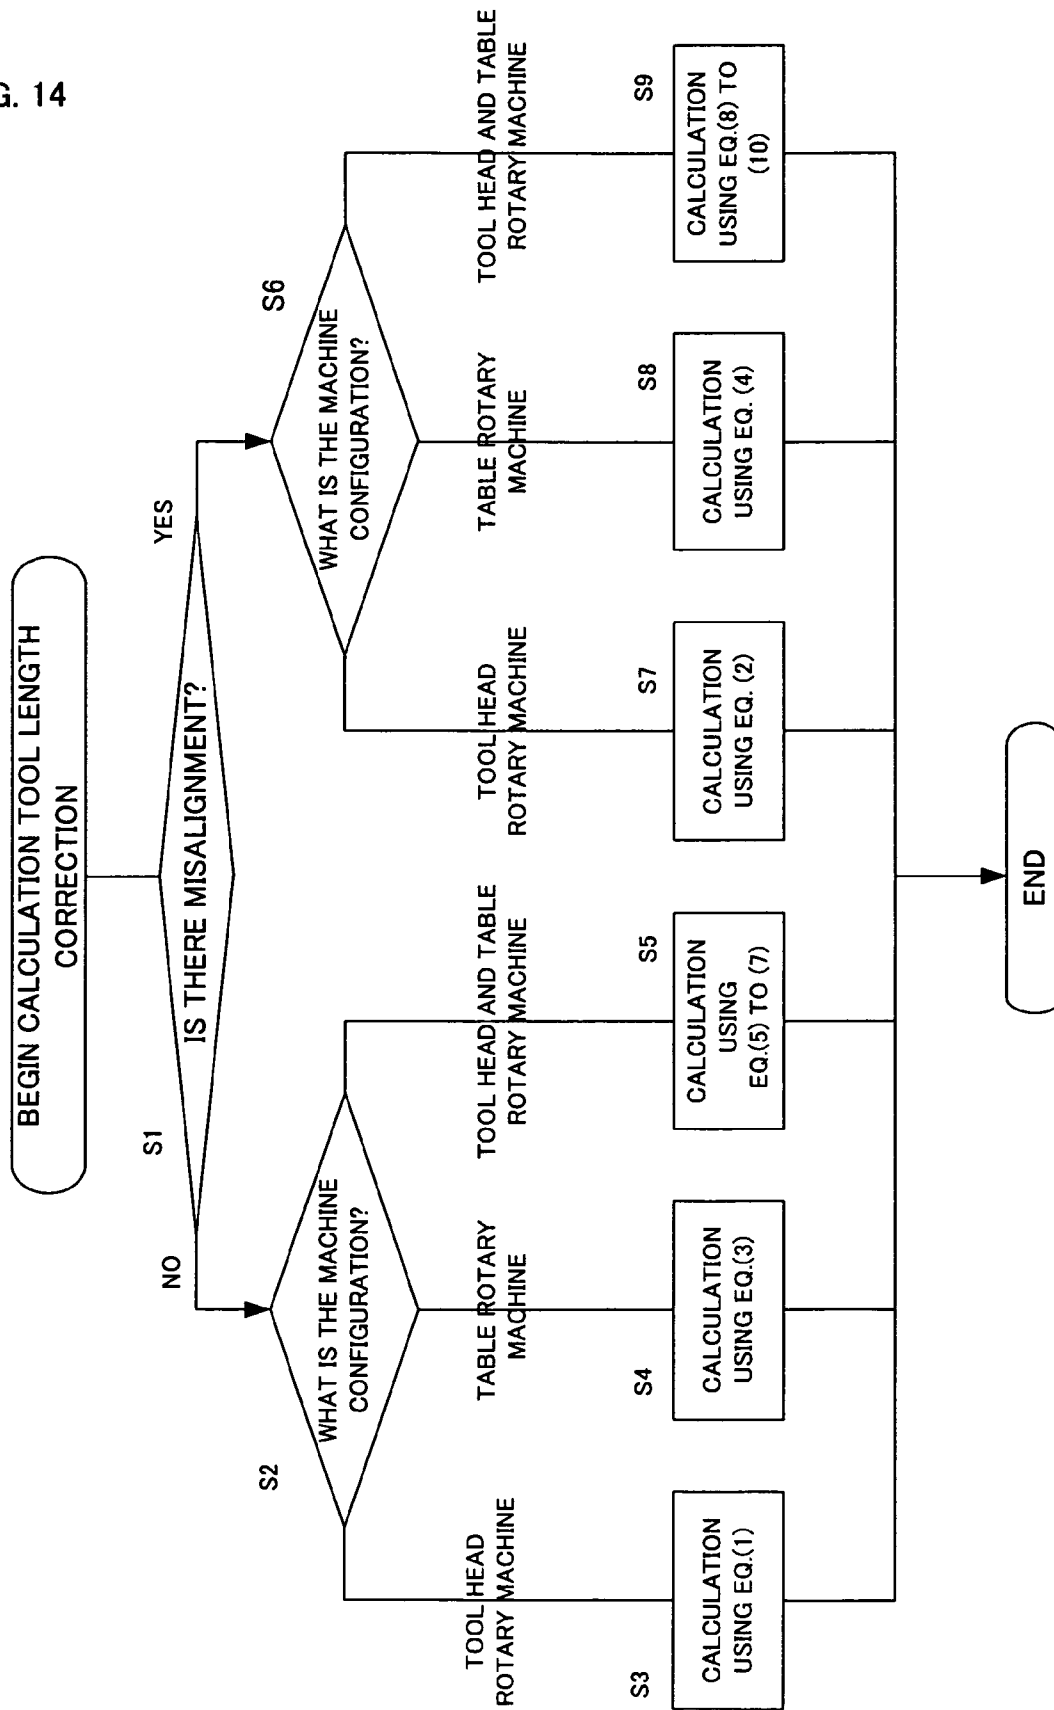 G. 14
BEGIN CALCULATION TOOL LENGTH
CORRECTION
S1
IS THERE MISALIGNMENT?
NO
YES
S2
WHAT IS THE MACHINE
CONFIGURATION?
S6
WHAT IS THE MACHINE
CONFIGURATION?
TOOL HEAD
ROTARY MACHINE
TABLE ROTARY
MACHINE
TOOL HEAD AND TABLE
ROTARY MACHINE
TOOL HEAD
ROTARY MACHINE
TABLE ROTARY
MACHINE
TOOL HEAD AND TABLE
ROTARY MACHINE
S3
CALCULATION
USING EQ.(1)
S4
CALCULATION
USING EQ.(3)
S5
CALCULATION
USING
EQ.(5) TO (7)
S7
CALCULATION
USING EQ. (2)
S8
CALCULATION
USING EQ. (4)
S9
CALCULATION
USING EQ.(8) TO
(10)
END